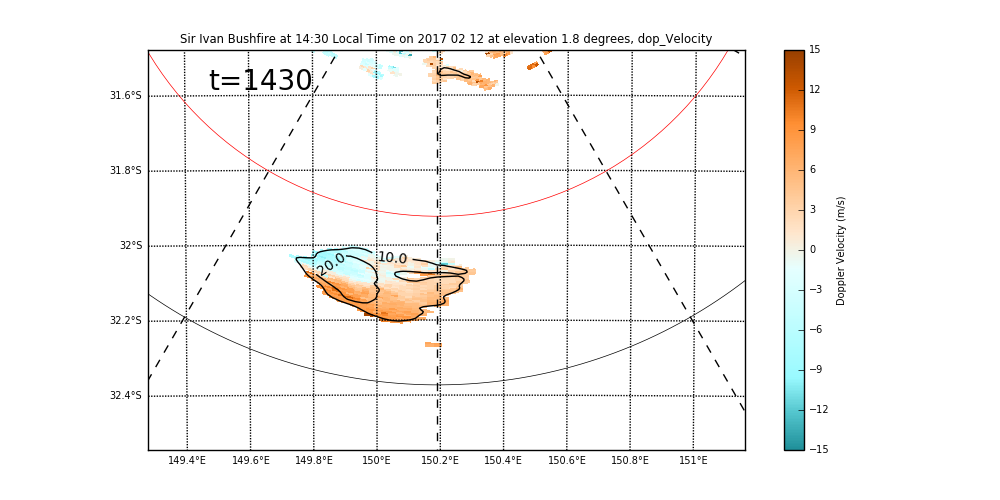 Sir Ivan Bushfire at 14:30 Local Time on 2017 02 12 at elevation 1.8 degrees, dop_Velocity
t=1430
31.6°S
31.8°S
32°S
32.2°S
32.4°S
20.0
10.0
149.4°E 149.6°E 149.8°E 150°E 150.2°E 150.4°E 150.6°E 150.8°E 151°E
15
12
9
6
3
0
−3
−6
−9
−12
−15
Doppler Velocity (m/s)